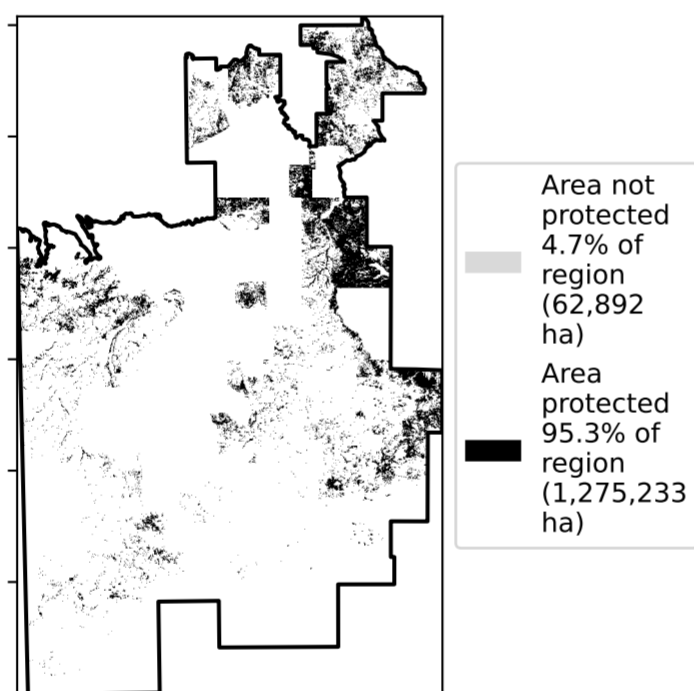 Area not
protected
4.7% of
region
(62,892
ha)
Area
protected
95.3% of
region
(1,275,233
ha)